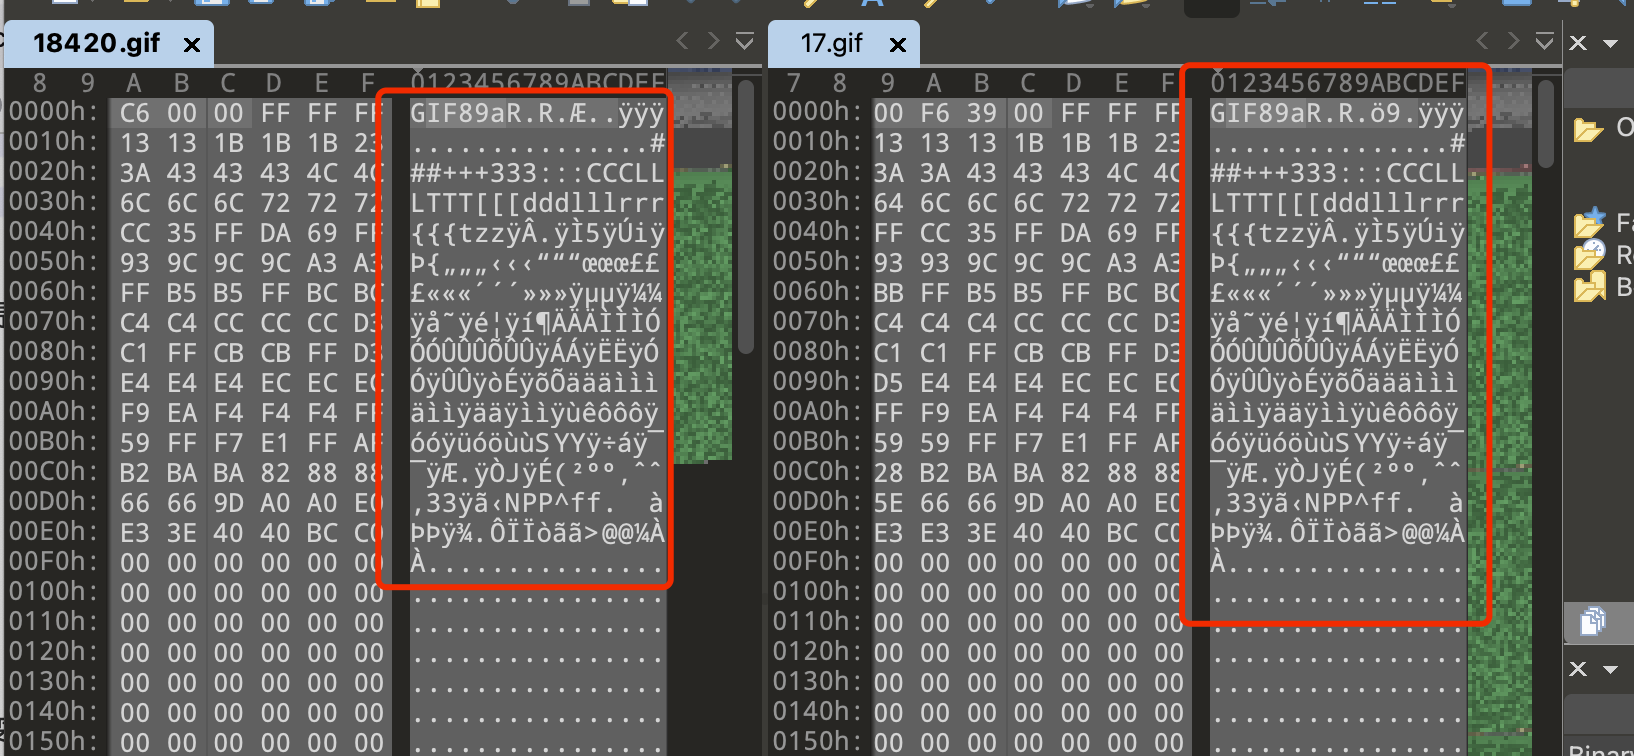 18420.gif
8 9 A B C D E F 0123456789ABCDEF
0000h: C6 00 00 FF FF FF GIF89aR.R.Æ..ÿÿÿ
0010h: 13 13 1B 1B 1B 23 ...............#
0020h: 3A 43 43 43 4C 4C ##+++333:::CCCLL
0030h: 6C 6C 6C 72 72 72 LTTT[[[dddlllrrr
0040h: CC 35 FF DA 69 FF {{{tzzÿÂ.ÿÌ5ÿÚiÿ
0050h: 93 9C 9C 9C A3 A3 Þ{„„„‹‹‹“““œœœ££
0060h: FF B5 B5 FF BC BC £«««´´´»»»ÿµµÿ¼¼
0070h: C4 C4 CC CC CC D3 ÿå˜ÿé¦ÿí¶ÄÄÄÌÌÌÓ
0080h: C1 FF CB CB FF D3 ÓÓÛÛÛÕÛÛÿÁÁÿËËÿÓ
0090h: E4 E4 E4 EC EC EC ÓÿÛÛÿòÉÿõÕäääììì
00A0h: F9 EA F4 F4 F4 FF äììÿääÿììÿùêôôôÿ
00B0h: 59 FF F7 E1 FF AF óóÿüóöùùSYYÿ÷áÿ¯
00C0h: B2 BA BA 82 88 88 ¯ÿÆ.ÿÒJÿÉ(²ºº‚ˆˆ
00D0h: 66 66 9D A0 A0 E0 ,33ÿã‹NPP^ff.  à
00E0h: E3 3E 40 40 BC C0 ÞÞÿ¾.ÔÏÏòãã>@@¼À
00F0h: 00 00 00 00 00 00 À...............
0100h: 00 00 00 00 00 00 ................
0110h: 00 00 00 00 00 00 ................
0120h: 00 00 00 00 00 00 ................
0130h: 00 00 00 00 00 00 ................
0140h: 00 00 00 00 00 00 ................
0150h: 00 00 00 00 00 00 ................
17.gif
7 8 9 A B C D E F 0123456789ABCDEF
0000h: 00 F6 39 00 FF FF FF GIF89aR.R.ö9.ÿÿÿ
0010h: 13 13 13 1B 1B 1B 23 ...............#
0020h: 3A 3A 43 43 43 4C 4C ##+++333:::CCCLL
0030h: 64 6C 6C 6C 72 72 72 LTTT[[[dddlllrrr
0040h: FF CC 35 FF DA 69 FF {{{tzzÿÂ.ÿÌ5ÿÚiÿ
0050h: 93 93 9C 9C 9C A3 A3 Þ{„„„‹‹‹“““œœœ££
0060h: BB FF B5 B5 FF BC BC £«««´´´»»»ÿµµÿ¼¼
0070h: C4 C4 C4 CC CC CC D3 ÿå˜ÿé¦ÿí¶ÄÄÄÌÌÌÓ
0080h: C1 C1 FF CB CB FF D3 ÓÓÛÛÛÕÛÛÿÁÁÿËËÿÓ
0090h: D5 E4 E4 E4 EC EC EC ÓÿÛÛÿòÉÿõÕäääììì
00A0h: FF F9 EA F4 F4 F4 FF äììÿääÿììÿùêôôôÿ
00B0h: 59 59 FF F7 E1 FF AF óóÿüóöùùSYYÿ÷áÿ¯
00C0h: 28 B2 BA BA 82 88 88 ¯ÿÆ.ÿÒJÿÉ(²ºº‚ˆˆ
00D0h: 5E 66 66 9D A0 A0 E0 ,33ÿã‹NPP^ff.  à
00E0h: E3 E3 3E 40 40 BC C0 ÞÞÿ¾.ÔÏÏòãã>@@¼À
00F0h: 00 00 00 00 00 00 00 À...............
0100h: 00 00 00 00 00 00 00 ................
0110h: 00 00 00 00 00 00 00 ................
0120h: 00 00 00 00 00 00 00 ................
0130h: 00 00 00 00 00 00 00 ................
0140h: 00 00 00 00 00 00 00 ................
0150h: 00 00 00 00 00 00 00 ................